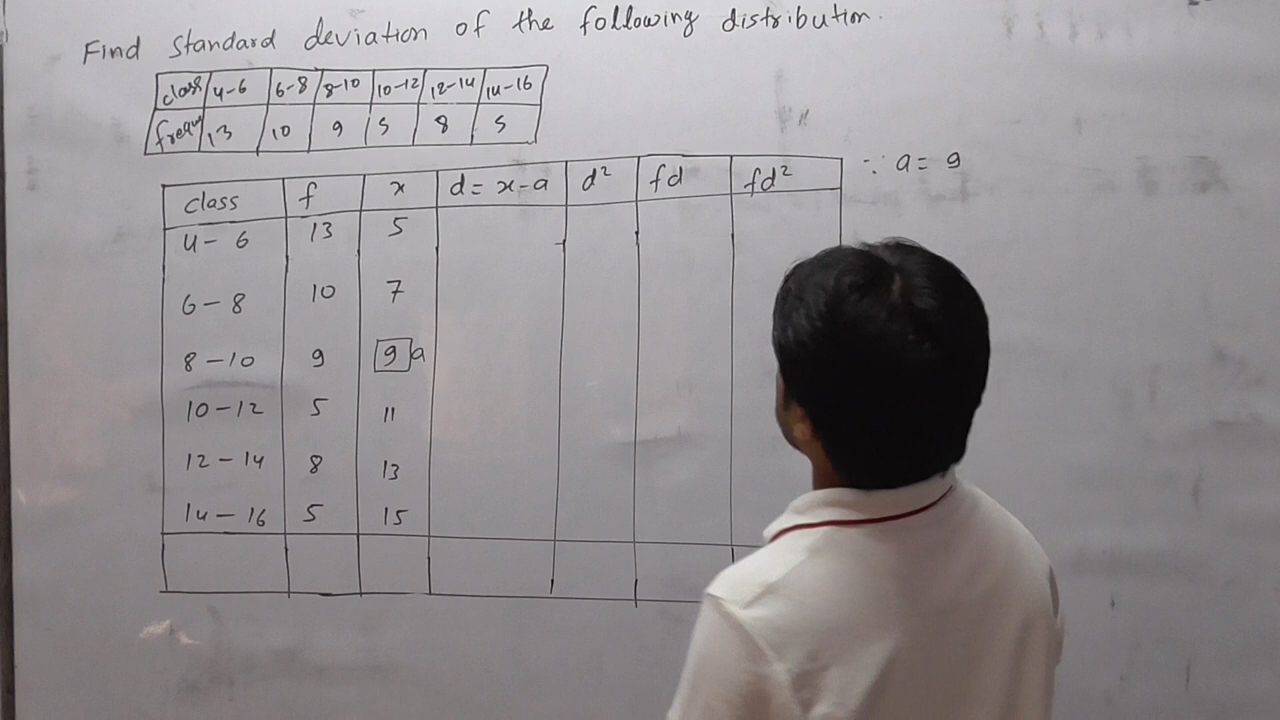 Find standard deviation of the following distribution.
class 4-6 6-8 8-10 10-12 12-14 14-16
frequ 13 10 9 5 8 5
class f x d = x-a d² fd fd² ∵ a = 9
4 - 6 13 5
6 - 8 10 7
8 - 10 9 9 a
10 - 12 5 11
12 - 14 8 13
14 - 16 5 15